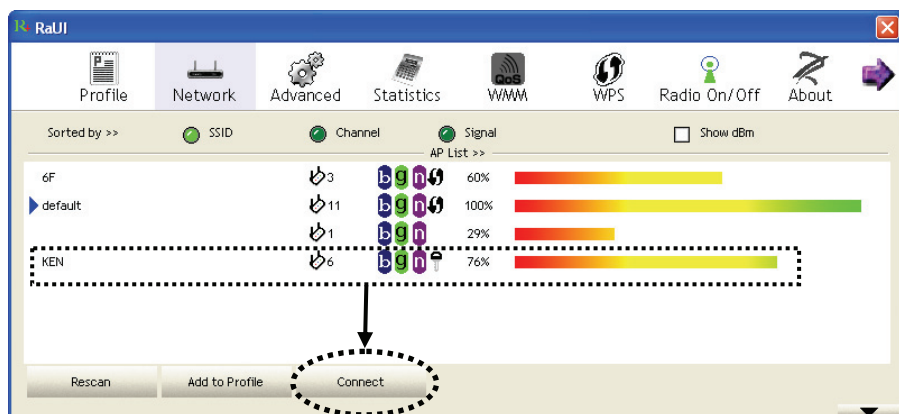 RaUI
Profile Network Advanced Statistics QoS WMM WPS Radio On/Off About
Sorted by >> SSID Channel Signal Show dBm
AP List >>
6F 3 b g n 60%
default 11 b g n 100%
1 b g n 29%
KEN 6 b g n 76%
Rescan Add to Profile Connect